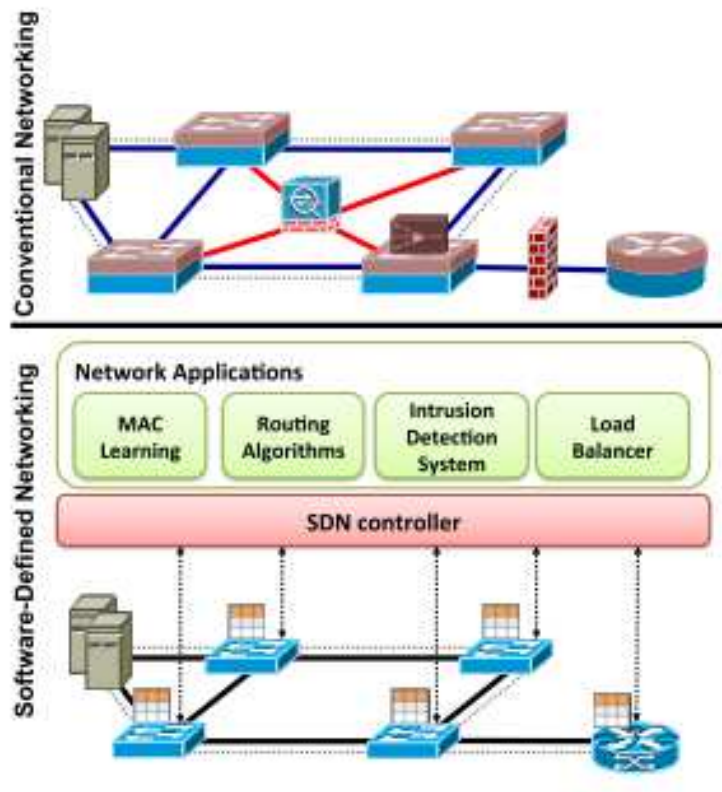 Conventional Networking
Software-Defined Networking
Network Applications
MAC
Learning
Routing
Algorithms
Intrusion
Detection
System
Load
Balancer
SDN controller